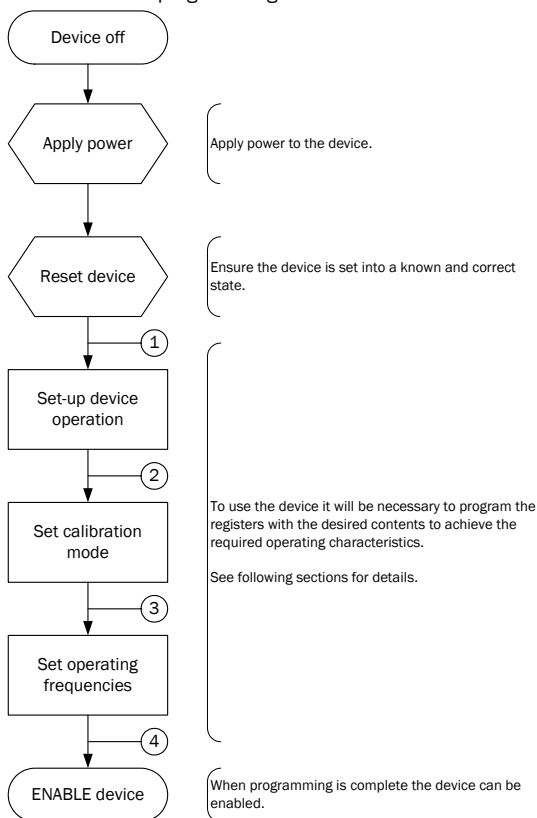 Device off
Apply power
Apply power to the device.
Reset device
Ensure the device is set into a known and correct
state.
1
Set-up device
operation
2
Set calibration
mode
To use the device it will be necessary to program the
registers with the desired contents to achieve the
required operating characteristics.
See following sections for details.
3
Set operating
frequencies
4
ENABLE device
When programming is complete the device can be
enabled.